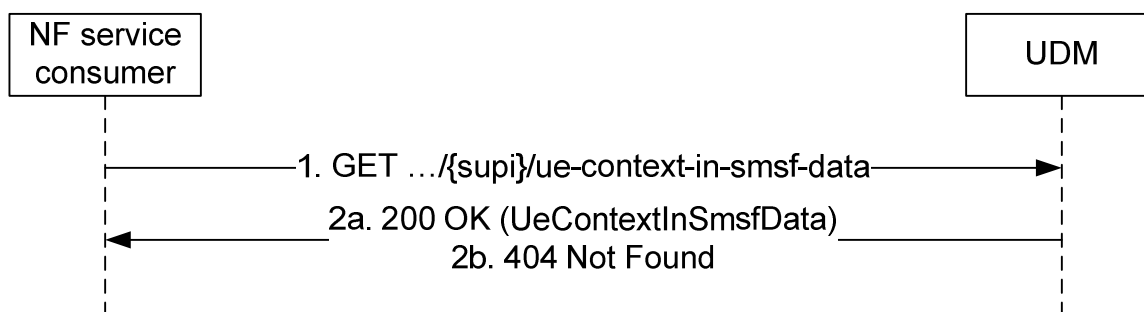 NF service
consumer
UDM
1. GET …/{supi}/ue-context-in-smsf-data
2a. 200 OK (UeContextInSmsfData)
2b. 404 Not Found